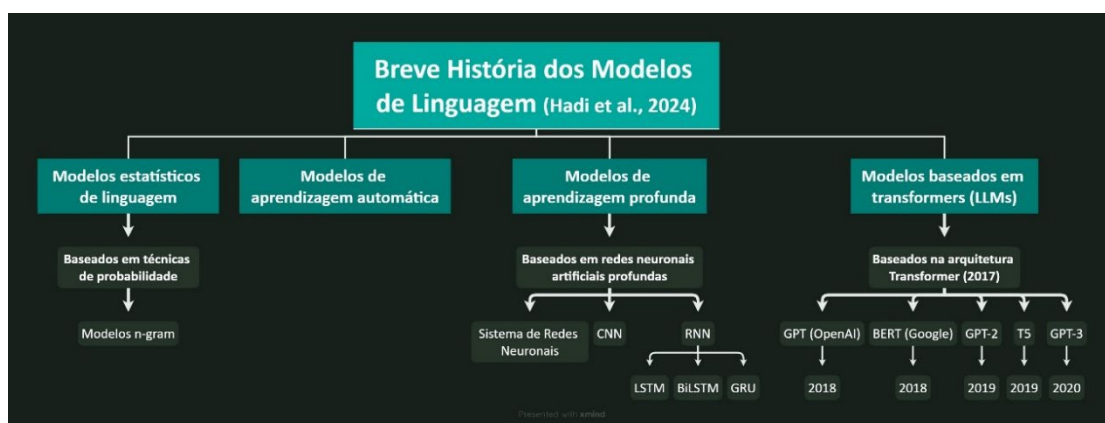 Breve História dos Modelos
de Linguagem (Hadi et al., 2024)
Modelos estatísticos
de linguagem
Modelos de
aprendizagem automática
Modelos de
aprendizagem profunda
Modelos baseados em
transformers (LLMs)
Baseados em técnicas
de probabilidade
Baseados em redes neuronais
artificiais profundas
Baseados na arquitetura
Transformer (2017)
Modelos n-gram
Sistema de Redes
Neuronais
CNN
RNN
GPT (OpenAI)
BERT (Google)
GPT-2
T5
GPT-3
LSTM
BiLSTM
GRU
2018
2018
2019
2019
2020
Presented with xmind